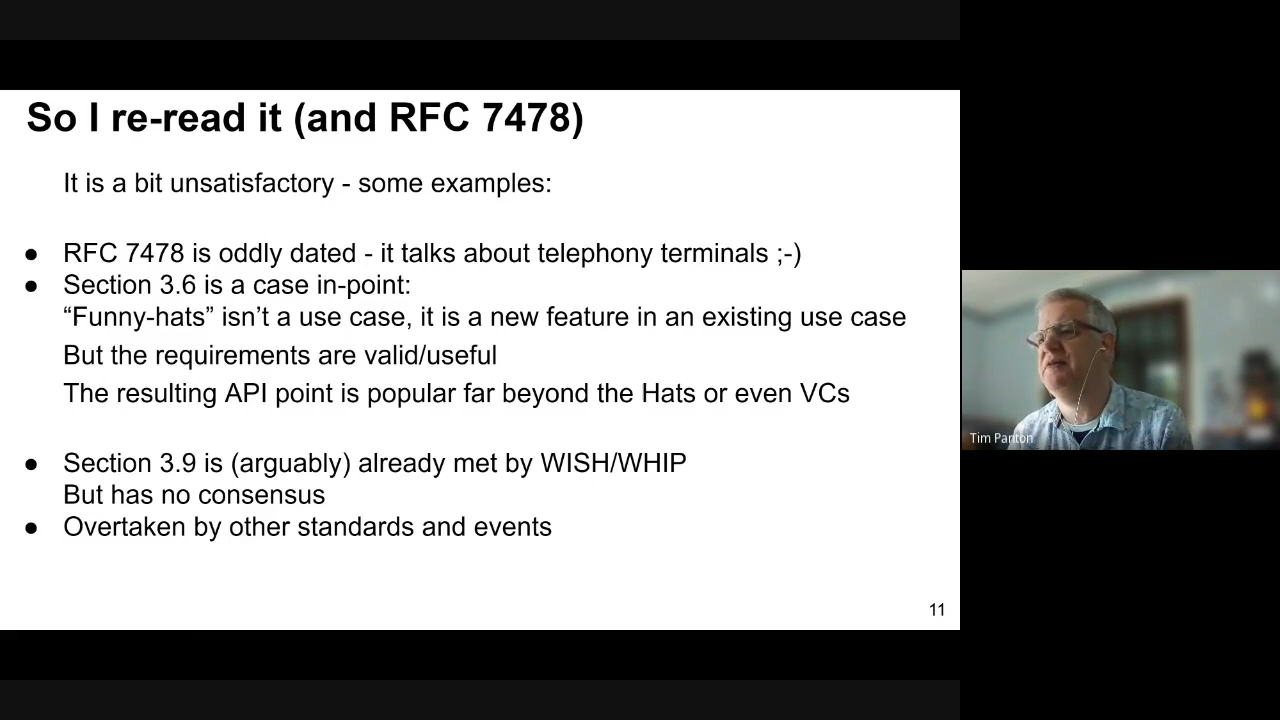 So I re-read it (and RFC 7478)
It is a bit unsatisfactory - some examples:
● RFC 7478 is oddly dated - it talks about telephony terminals ;-)
● Section 3.6 is a case in-point:
“Funny-hats” isn’t a use case, it is a new feature in an existing use case
But the requirements are valid/useful
The resulting API point is popular far beyond the Hats or even VCs
● Section 3.9 is (arguably) already met by WISH/WHIP
But has no consensus
● Overtaken by other standards and events
11
Tim Panton